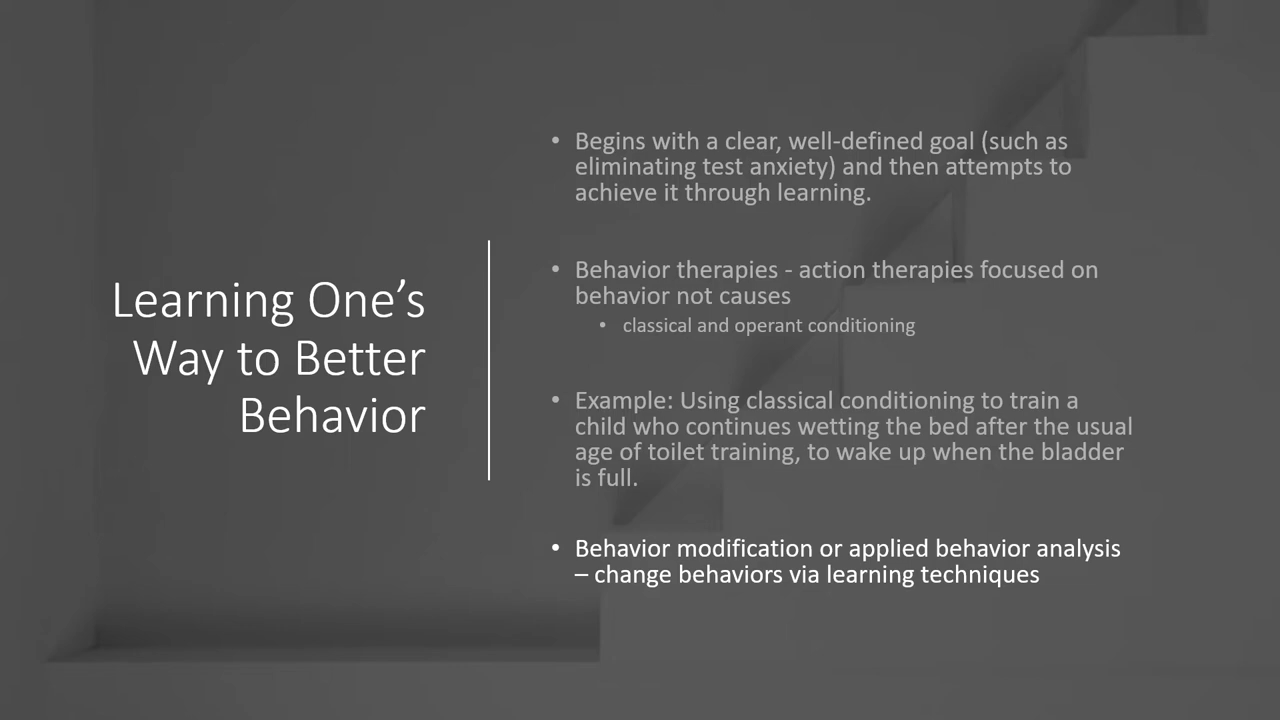 Learning One’s
Way to Better
Behavior
• Begins with a clear, well-defined goal (such as
eliminating test anxiety) and then attempts to
achieve it through learning.
• Behavior therapies - action therapies focused on
behavior not causes
• classical and operant conditioning
• Example: Using classical conditioning to train a
child who continues wetting the bed after the usual
age of toilet training, to wake up when the bladder
is full.
• Behavior modification or applied behavior analysis
– change behaviors via learning techniques